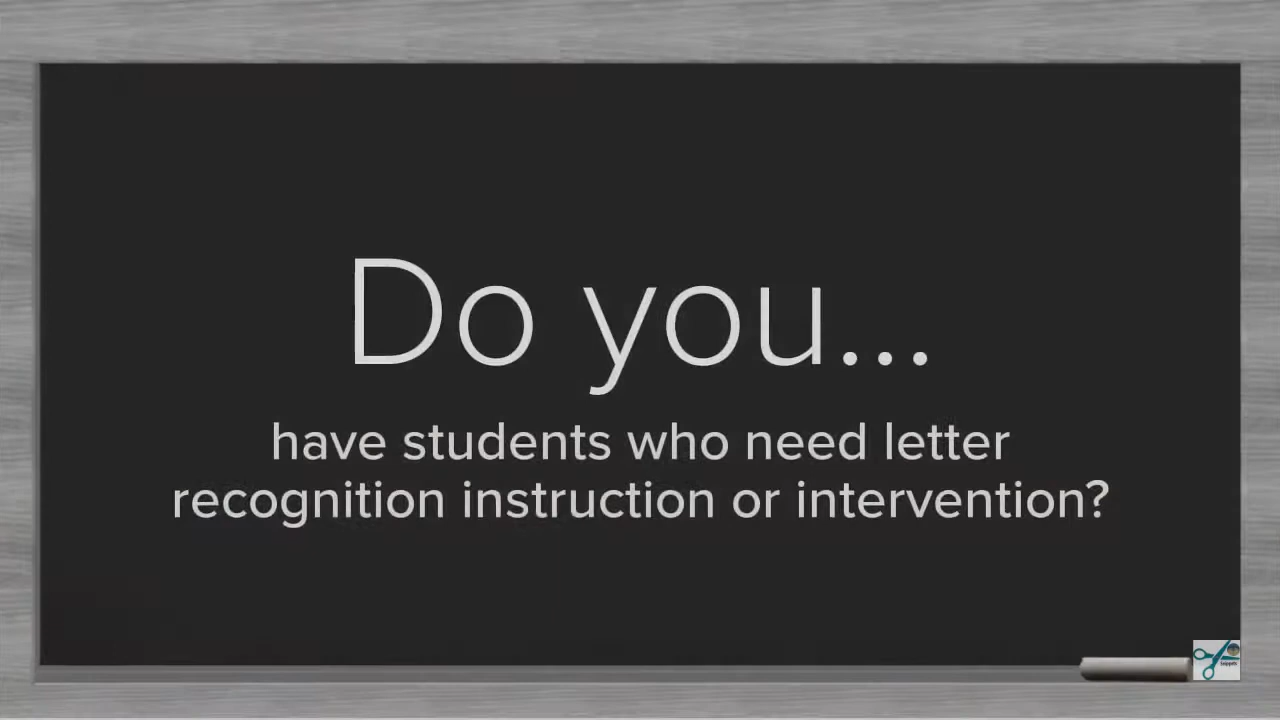 Do you...
have students who need letter
recognition instruction or intervention?